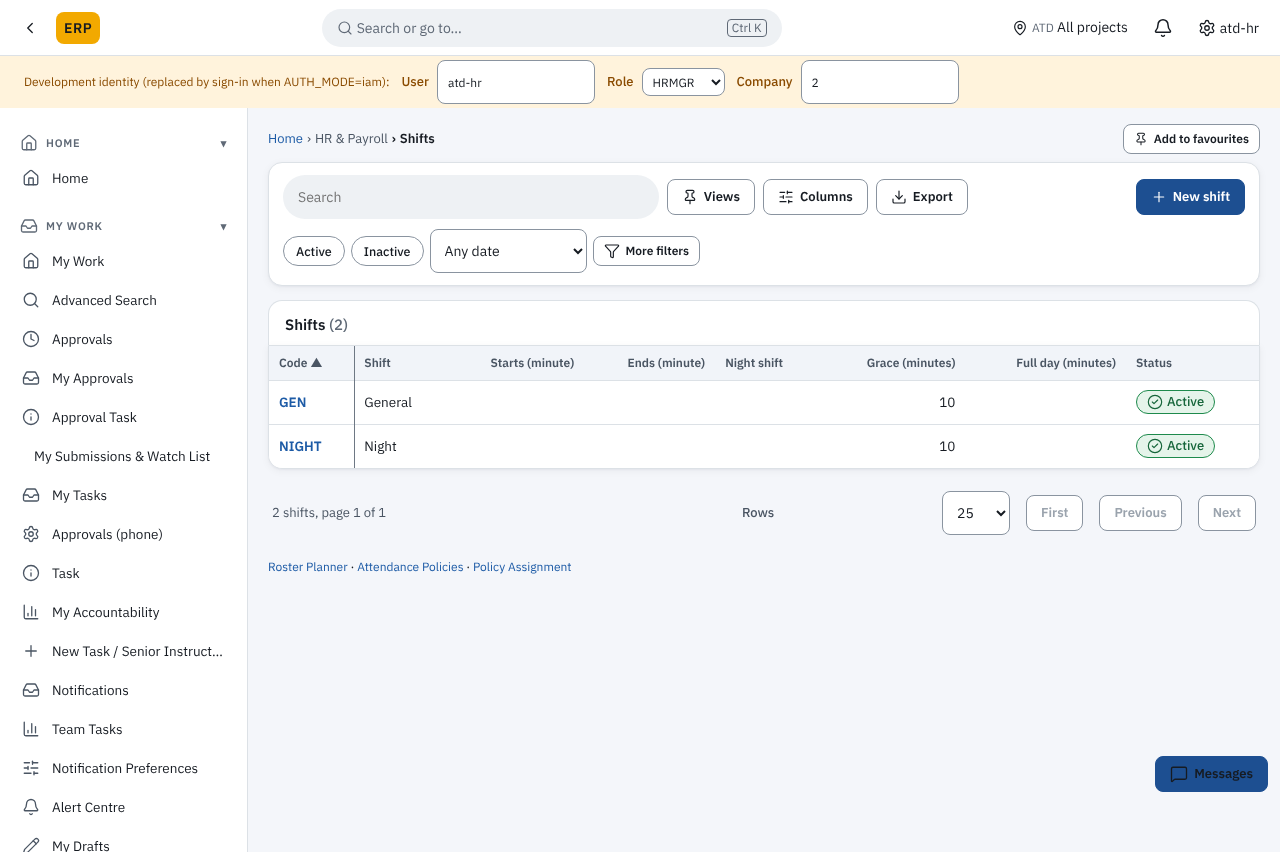 ERP
Search or go to...
Ctrl K
ATD All projects
atd-hr
Development identity (replaced by sign-in when AUTH_MODE=iam): User atd-hr Role HRMGR Company 2
HOME
Home
MY WORK
My Work
Advanced Search
Approvals
My Approvals
Approval Task
My Submissions & Watch List
My Tasks
Approvals (phone)
Task
My Accountability
New Task / Senior Instruct...
Notifications
Team Tasks
Notification Preferences
Alert Centre
My Drafts
Home › HR & Payroll › Shifts
Add to favourites
Search
Views
Columns
Export
New shift
Active
Inactive
Any date
More filters
Shifts (2)
Code ▲ Shift Starts (minute) Ends (minute) Night shift Grace (minutes) Full day (minutes) Status
GEN General 10 Active
NIGHT Night 10 Active
2 shifts, page 1 of 1
Rows
25
First
Previous
Next
Roster Planner · Attendance Policies · Policy Assignment
Messages